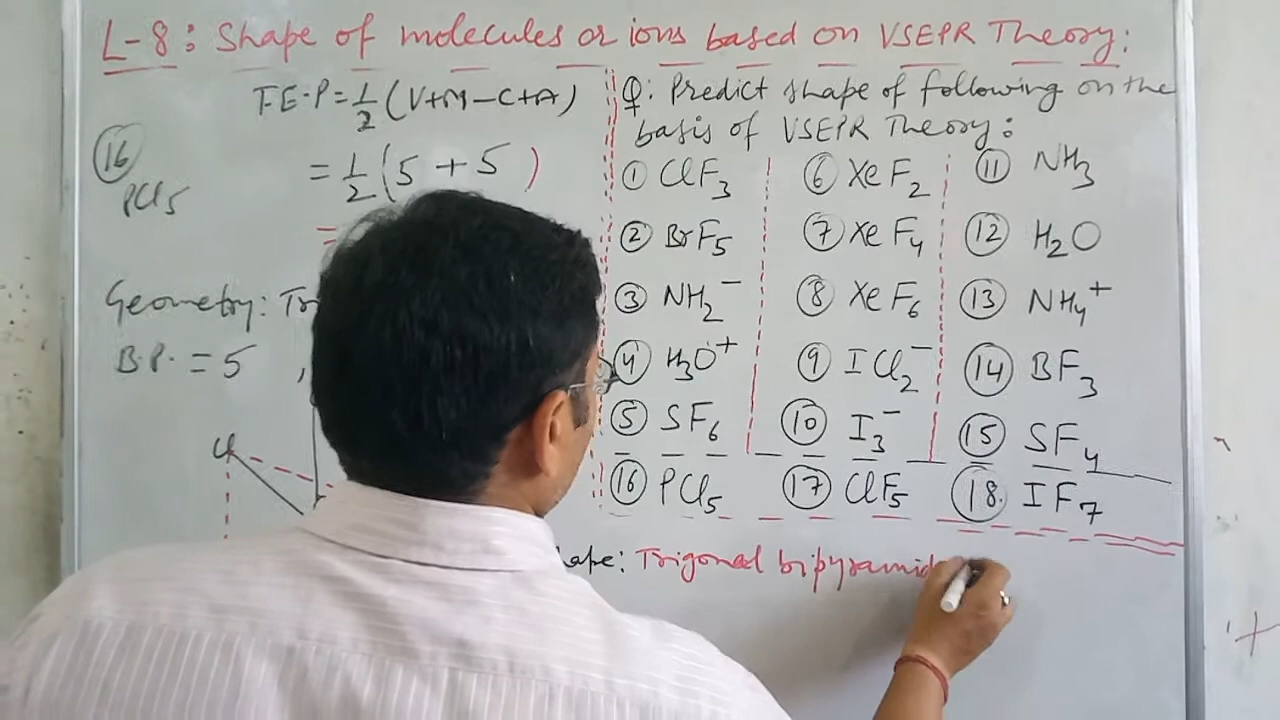 L-8: Shape of molecules or ions based on VSEPR Theory:
T.E.P = 1/2 (V+M-C+A)
16
PCl5
= 1/2 (5 + 5)
=
Geometry:
B.P. = 5 ,
Cl
Q: Predict shape of following on the
basis of VSEPR Theory:
1 ClF3 6 XeF2 11 NH3
2 BrF5 7 XeF4 12 H2O
3 NH2- 8 XeF6 13 NH4+
4 H3O+ 9 ICl2- 14 BF3
5 SF6 10 I3- 15 SF4
16 PCl5 17 ClF5 18. IF7
Trigonal bipyramid